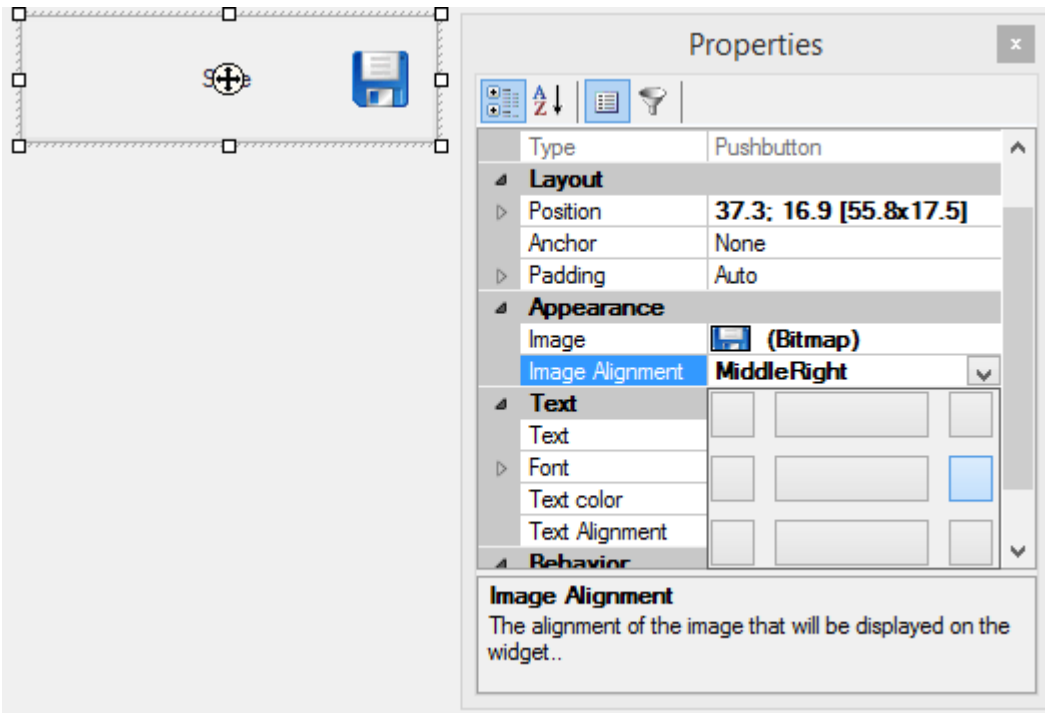 Properties
x
A
Z
Type Pushbutton
Layout
Position 37.3; 16.9 [55.8x17.5]
Anchor None
Padding Auto
Appearance
Image (Bitmap)
Image Alignment MiddleRight
Text
Text
Font
Text color
Text Alignment
Behavior
Image Alignment
The alignment of the image that will be displayed on the
widget..